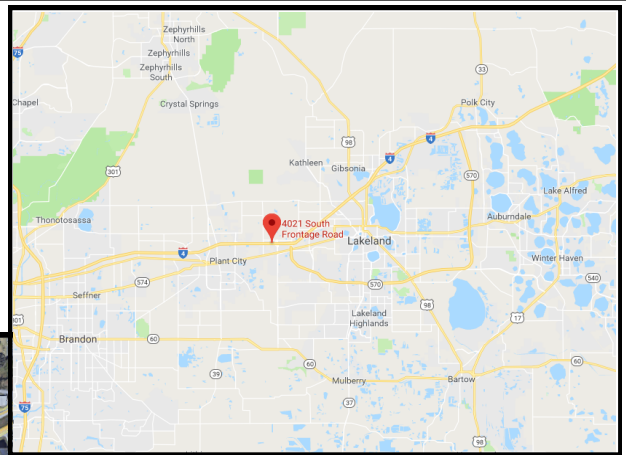 Zephyrhills
North
75
Zephyrhills
Zephyrhills
South
33
Chapel
Crystal Springs
Polk City
98
4
4
Kathleen
Gibsonia
301
570
Lake Alfred
Thonotosassa
4021 South
Frontage Road
Auburndale
Lakeland
4
Plant City
Winter Haven
574
570
540
Seffner
98
Lakeland
Highlands
17
301
Brandon
60
60
60
39
Mulberry
Bartow
37
75
98